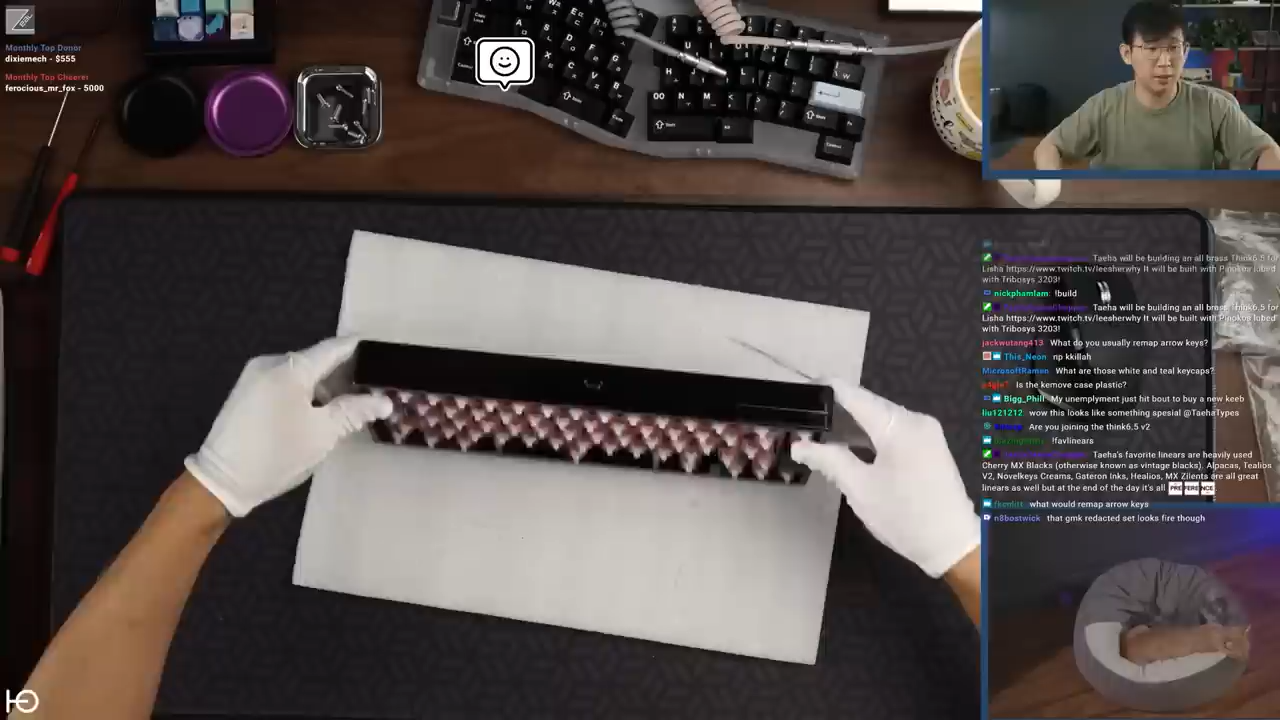 Monthly Top Donor
dixiemech - $555
Monthly Top Cheerer
ferocious_mr_fox - 5000
Taeha will be building an all brass Think6.5 for
Lisha https://www.twitch.tv/leesherwhy It will be built with Pinokos lubed
with Tribosys 3203!
nickphamlam: !build
Taeha will be building an all brass Think6.5 for
Lisha https://www.twitch.tv/leesherwhy It will be built with Pinokos lubed
with Tribosys 3203!
jackwutang413: What do you usually remap arrow keys?
This_Neon: np kkillah
MicrosoftRamen: What are those white and teal keycaps?
Is the kemove case plastic?
Bigg_Phill: My unemployment just hit bout to buy a new keeb
liu121212: wow this looks like something spesial @TaehaTypes
Are you joining the think6.5 v2
!favlinears
Taeha's favorite linears are heavily used
Cherry MX Blacks (otherwise known as vintage blacks). Alpacas, Tealios
V2, Novelkeys Creams, Gateron Inks, Healios, MX Zilents are all great
linears as well but at the end of the day it's all PREFERENCE
what would remap arrow keys
n8bostwick: that gmk redacted set looks fire though